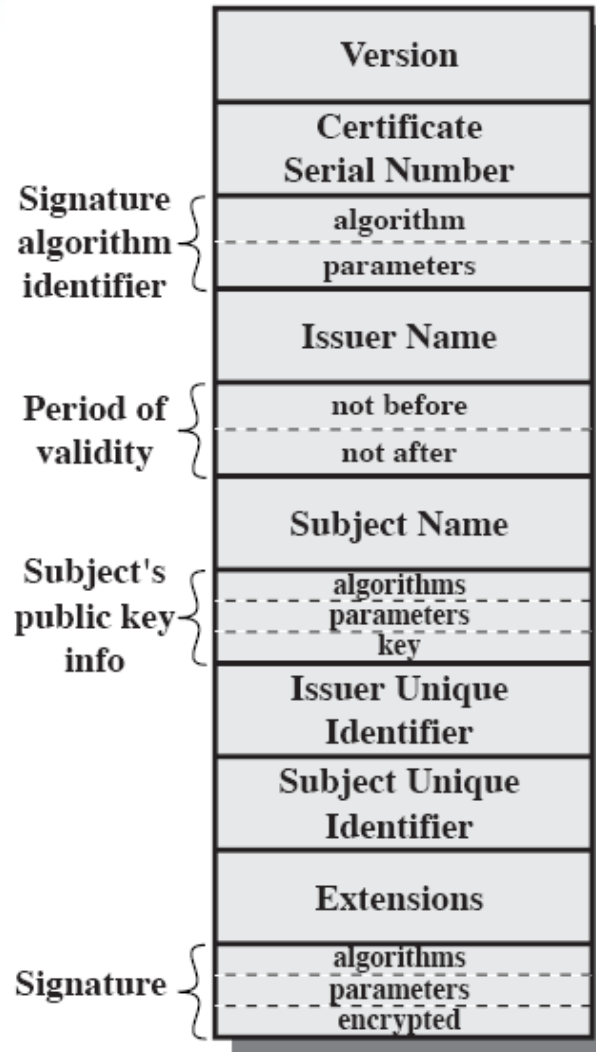 Version
Certificate
Serial Number
Signature
algorithm
identifier
algorithm
parameters
Issuer Name
Period of
validity
not before
not after
Subject Name
Subject's
public key
info
algorithms
parameters
key
Issuer Unique
Identifier
Subject Unique
Identifier
Extensions
Signature
algorithms
parameters
encrypted